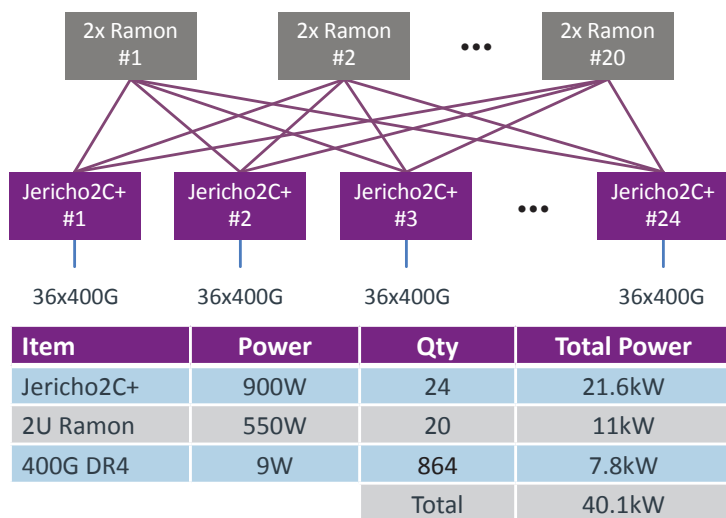 2x Ramon
#1
2x Ramon
#2
...
2x Ramon
#20
Jericho2C+
#1
Jericho2C+
#2
Jericho2C+
#3
...
Jericho2C+
#24
36x400G 36x400G 36x400G 36x400G
Item Power Qty Total Power
Jericho2C+ 900W 24 21.6kW
2U Ramon 550W 20 11kW
400G DR4 9W 864 7.8kW
Total 40.1kW